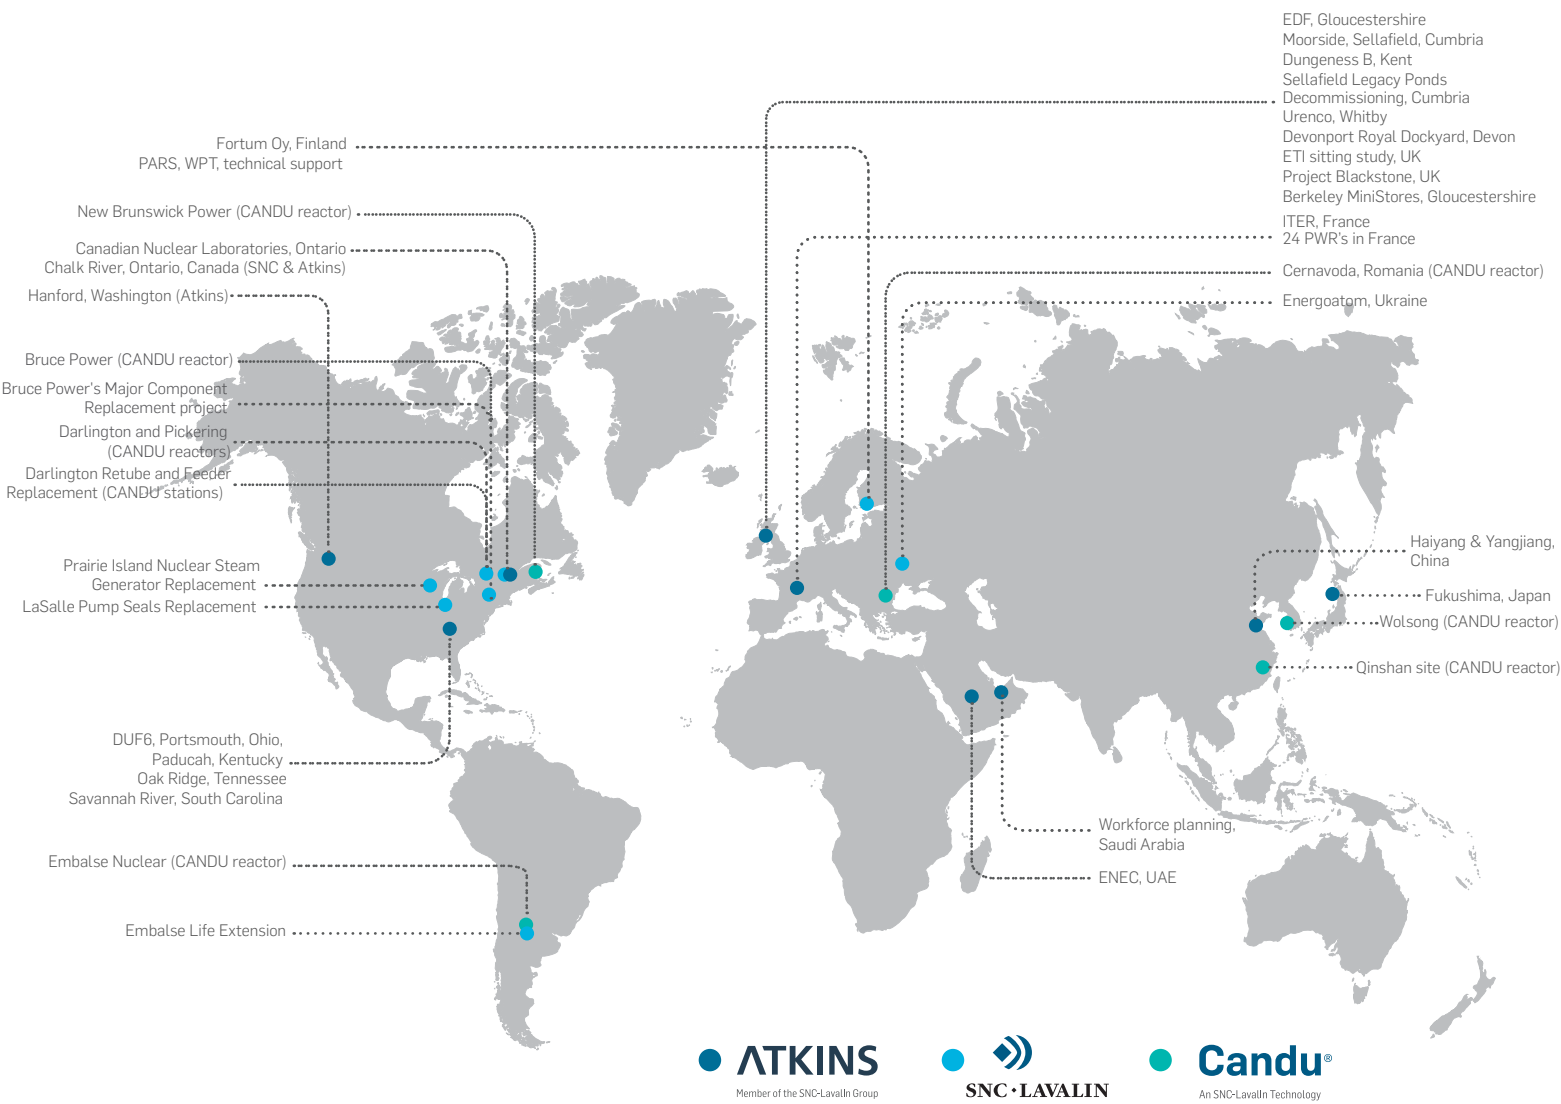 EDF, Gloucestershire
Moorside, Sellafield, Cumbria
Dungeness B, Kent
Sellafield Legacy Ponds
Decommissioning, Cumbria
Urenco, Whitby
Devonport Royal Dockyard, Devon
ETI sitting study, UK
Project Blackstone, UK
Berkeley MiniStores, Gloucestershire
ITER, France
24 PWR's in France
Cernavoda, Romania (CANDU reactor)
Energoatom, Ukraine
Fortum Oy, Finland
PARS, WPT, technical support
New Brunswick Power (CANDU reactor)
Canadian Nuclear Laboratories, Ontario
Chalk River, Ontario, Canada (SNC & Atkins)
Hanford, Washington (Atkins)
Bruce Power (CANDU reactor)
Bruce Power's Major Component
Replacement project
Darlington and Pickering
(CANDU reactors)
Darlington Retube and Feeder
Replacement (CANDU stations)
Prairie Island Nuclear Steam
Generator Replacement
LaSalle Pump Seals Replacement
DUF6, Portsmouth, Ohio,
Paducah, Kentucky
Oak Ridge, Tennessee
Savannah River, South Carolina
Embalse Nuclear (CANDU reactor)
Embalse Life Extension
Haiyang & Yangjiang,
China
Fukushima, Japan
Wolsong (CANDU reactor)
Qinshan site (CANDU reactor)
Workforce planning,
Saudi Arabia
ENEC, UAE
ATKINS
Member of the SNC-Lavalin Group
SNC·LAVALIN
Candu®
An SNC-Lavalin Technology